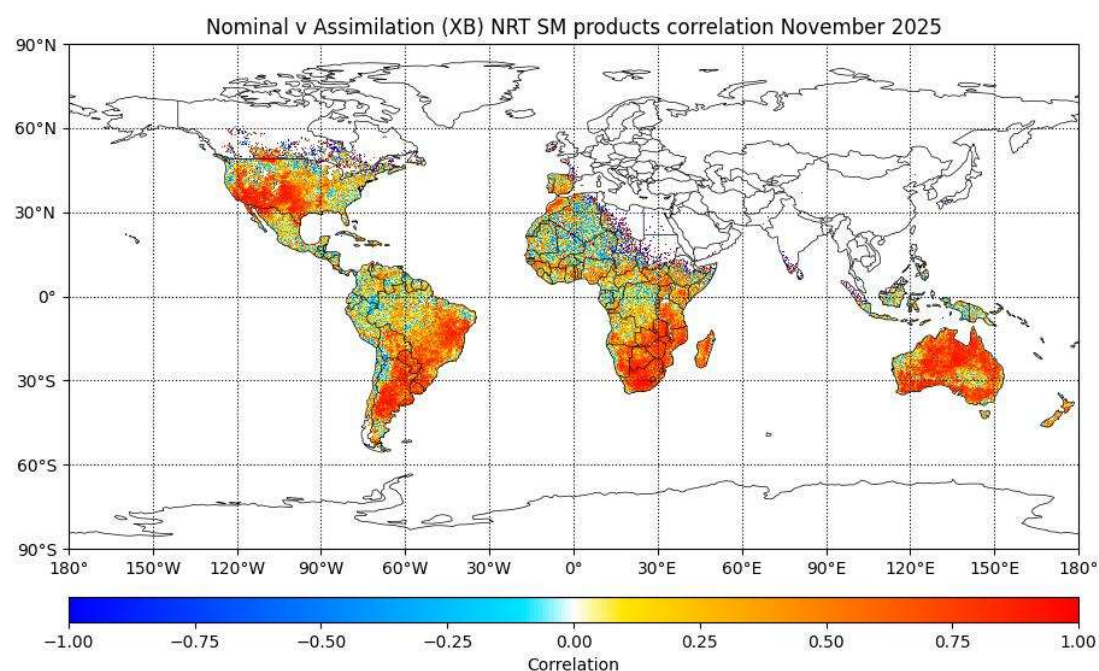 Nominal v Assimilation (XB) NRT SM products correlation November 2025
90°N
60°N
30°N
0°
30°S
60°S
90°S
180° 150°W 120°W 90°W 60°W 30°W 0° 30°E 60°E 90°E 120°E 150°E 180°
−1.00 −0.75 −0.50 −0.25 0.00 0.25 0.50 0.75 1.00
Correlation